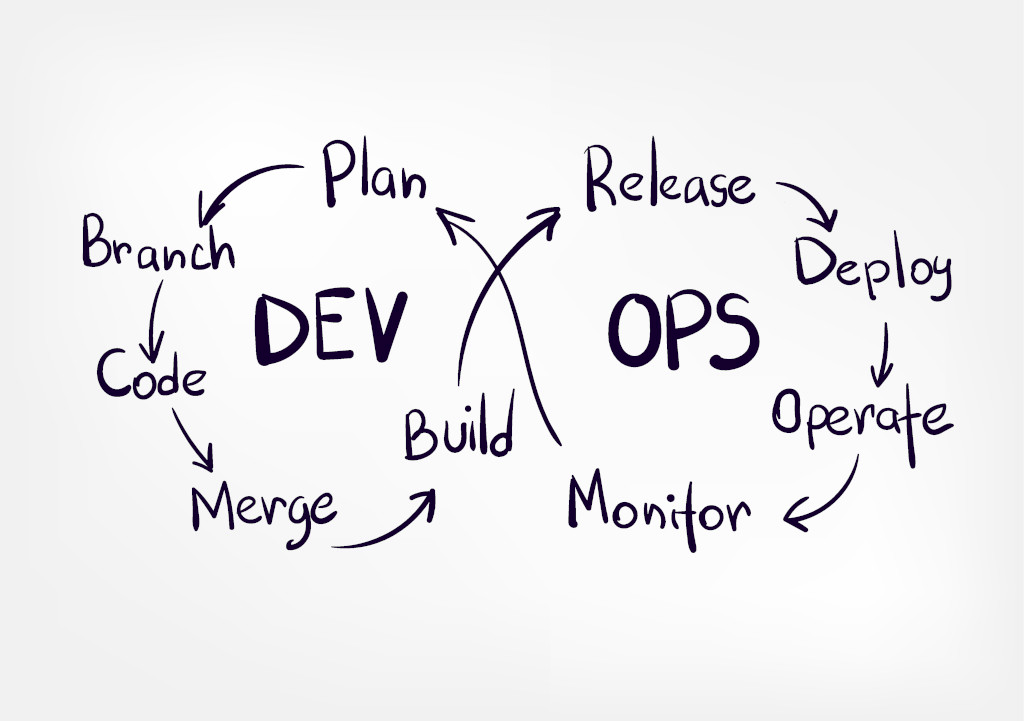 Plan
Branch
Code
Merge
Build
DEV
Release
Deploy
Operate
Monitor
OPS